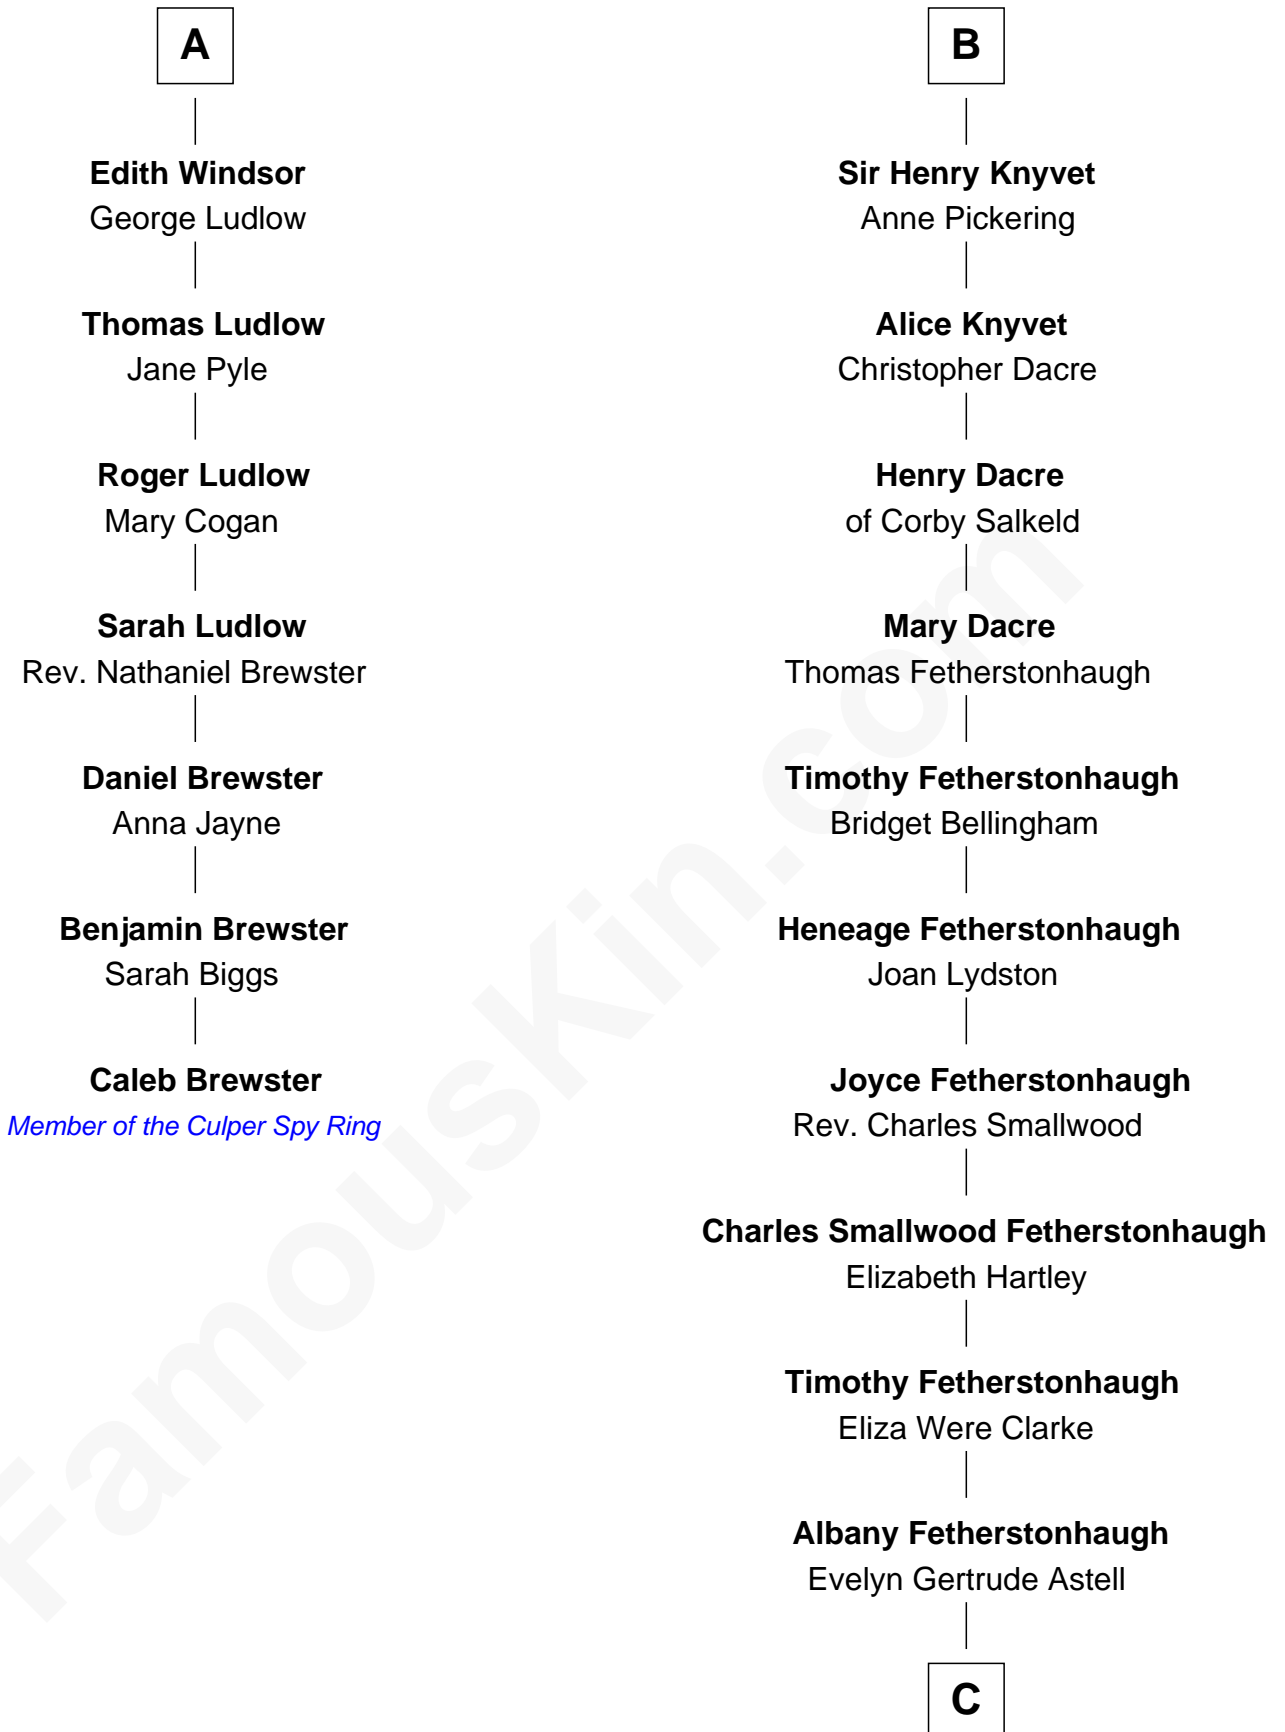 A
Edith Windsor
George Ludlow
Thomas Ludlow
Jane Pyle
Roger Ludlow
Mary Cogan
Sarah Ludlow
Rev. Nathaniel Brewster
Daniel Brewster
Anna Jayne
Benjamin Brewster
Sarah Biggs
Caleb Brewster
Member of the Culper Spy Ring
B
Sir Henry Knyvet
Anne Pickering
Alice Knyvet
Christopher Dacre
Henry Dacre
of Corby Salkeld
Mary Dacre
Thomas Fetherstonhaugh
Timothy Fetherstonhaugh
Bridget Bellingham
Heneage Fetherstonhaugh
Joan Lydston
Joyce Fetherstonhaugh
Rev. Charles Smallwood
Charles Smallwood Fetherstonhaugh
Elizabeth Hartley
Timothy Fetherstonhaugh
Eliza Were Clarke
Albany Fetherstonhaugh
Evelyn Gertrude Astell
C
FamousKin.com